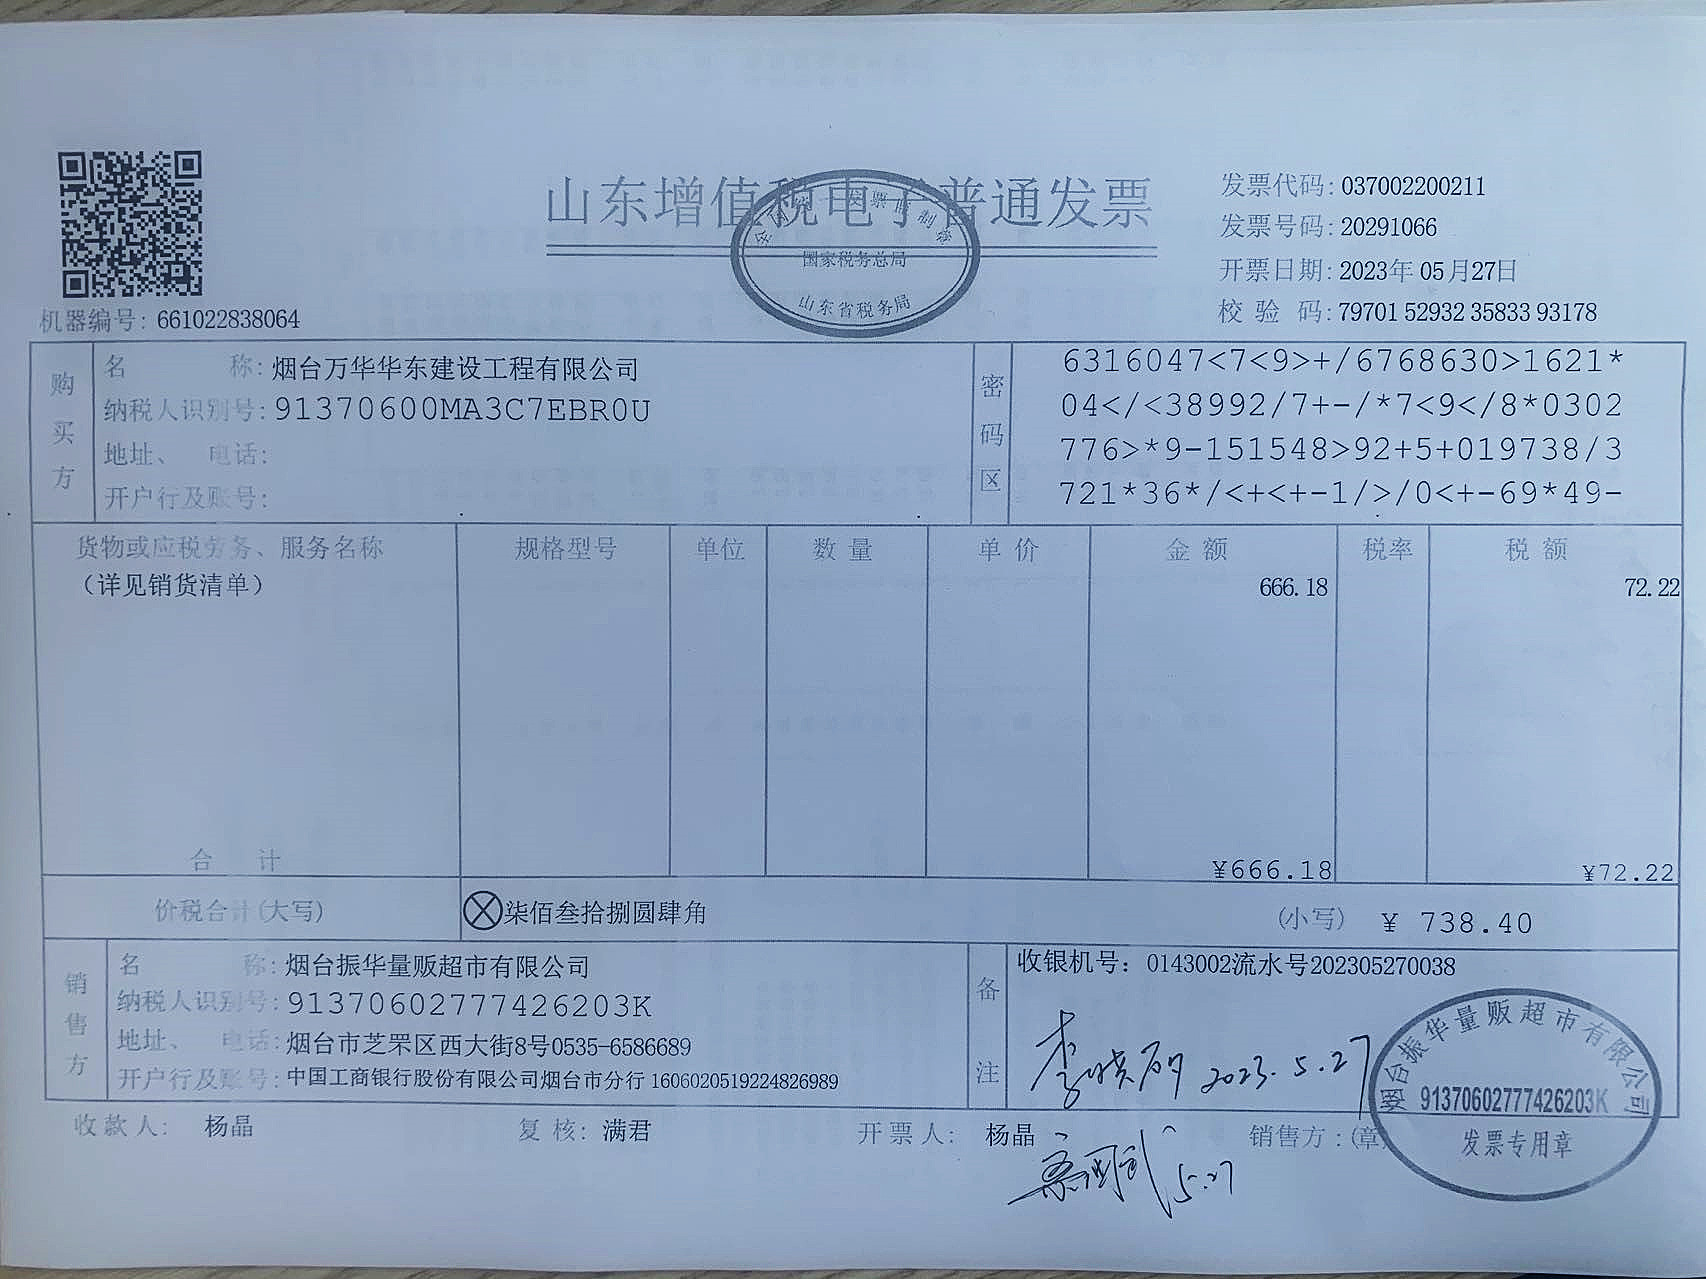 山东增值税电子普通发票
国家税务总局
山东省税务局
发票代码: 037002200211
发票号码: 20291066
开票日期: 2023年05月27日
校 验 码: 79701 52932 35833 93178
机器编号: 661022838064
购买方
名 称: 烟台万华华东建设工程有限公司
纳税人识别号: 91370600MA3C7EBR0U
地址、 电话:
开户行及账号:
密码区
6316047<7<9>+/6768630>1621*
04</<38992/7+-/*7<9</8*0302
776>*9-151548>92+5+019738/3
721*36*/<+<+-1/>/0<+-69*49-
货物或应税劳务、服务名称 规格型号 单位 数 量 单 价 金 额 税率 税 额
（详见销货清单） 666.18 72.22
合 计 ¥666.18 ¥72.22
价税合计(大写) 柒佰叁拾捌圆肆角 (小写) ¥ 738.40
销售方
名 称: 烟台振华量贩超市有限公司
纳税人识别号: 91370602777426203K
地址、 电话: 烟台市芝罘区西大街8号0535-6586689
开户行及账号: 中国工商银行股份有限公司烟台市分行 1606020519224826989
备注
收银机号: 0143002流水号202305270038
2023.5.27
收款人: 杨晶 复核: 满君 开票人: 杨晶 销售方:(章)
5.27
烟台振华量贩超市有限公司
91370602777426203K
发票专用章